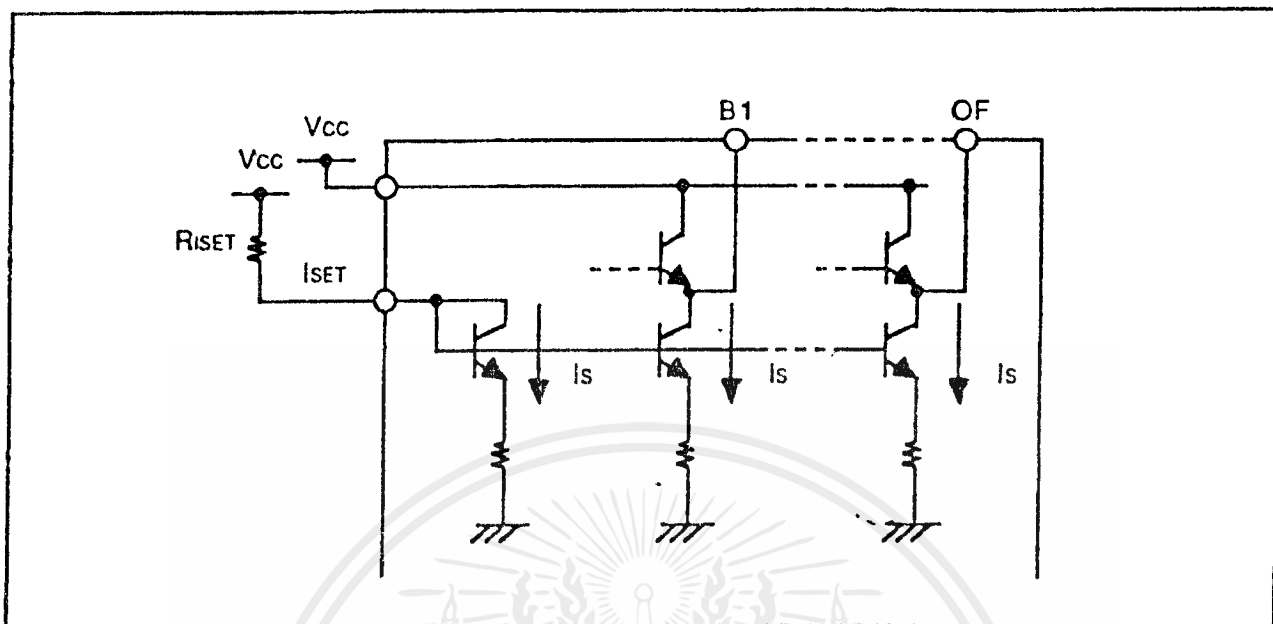 B1
OF
Vcc
Vcc
RISET
ISET
Is
Is
Is